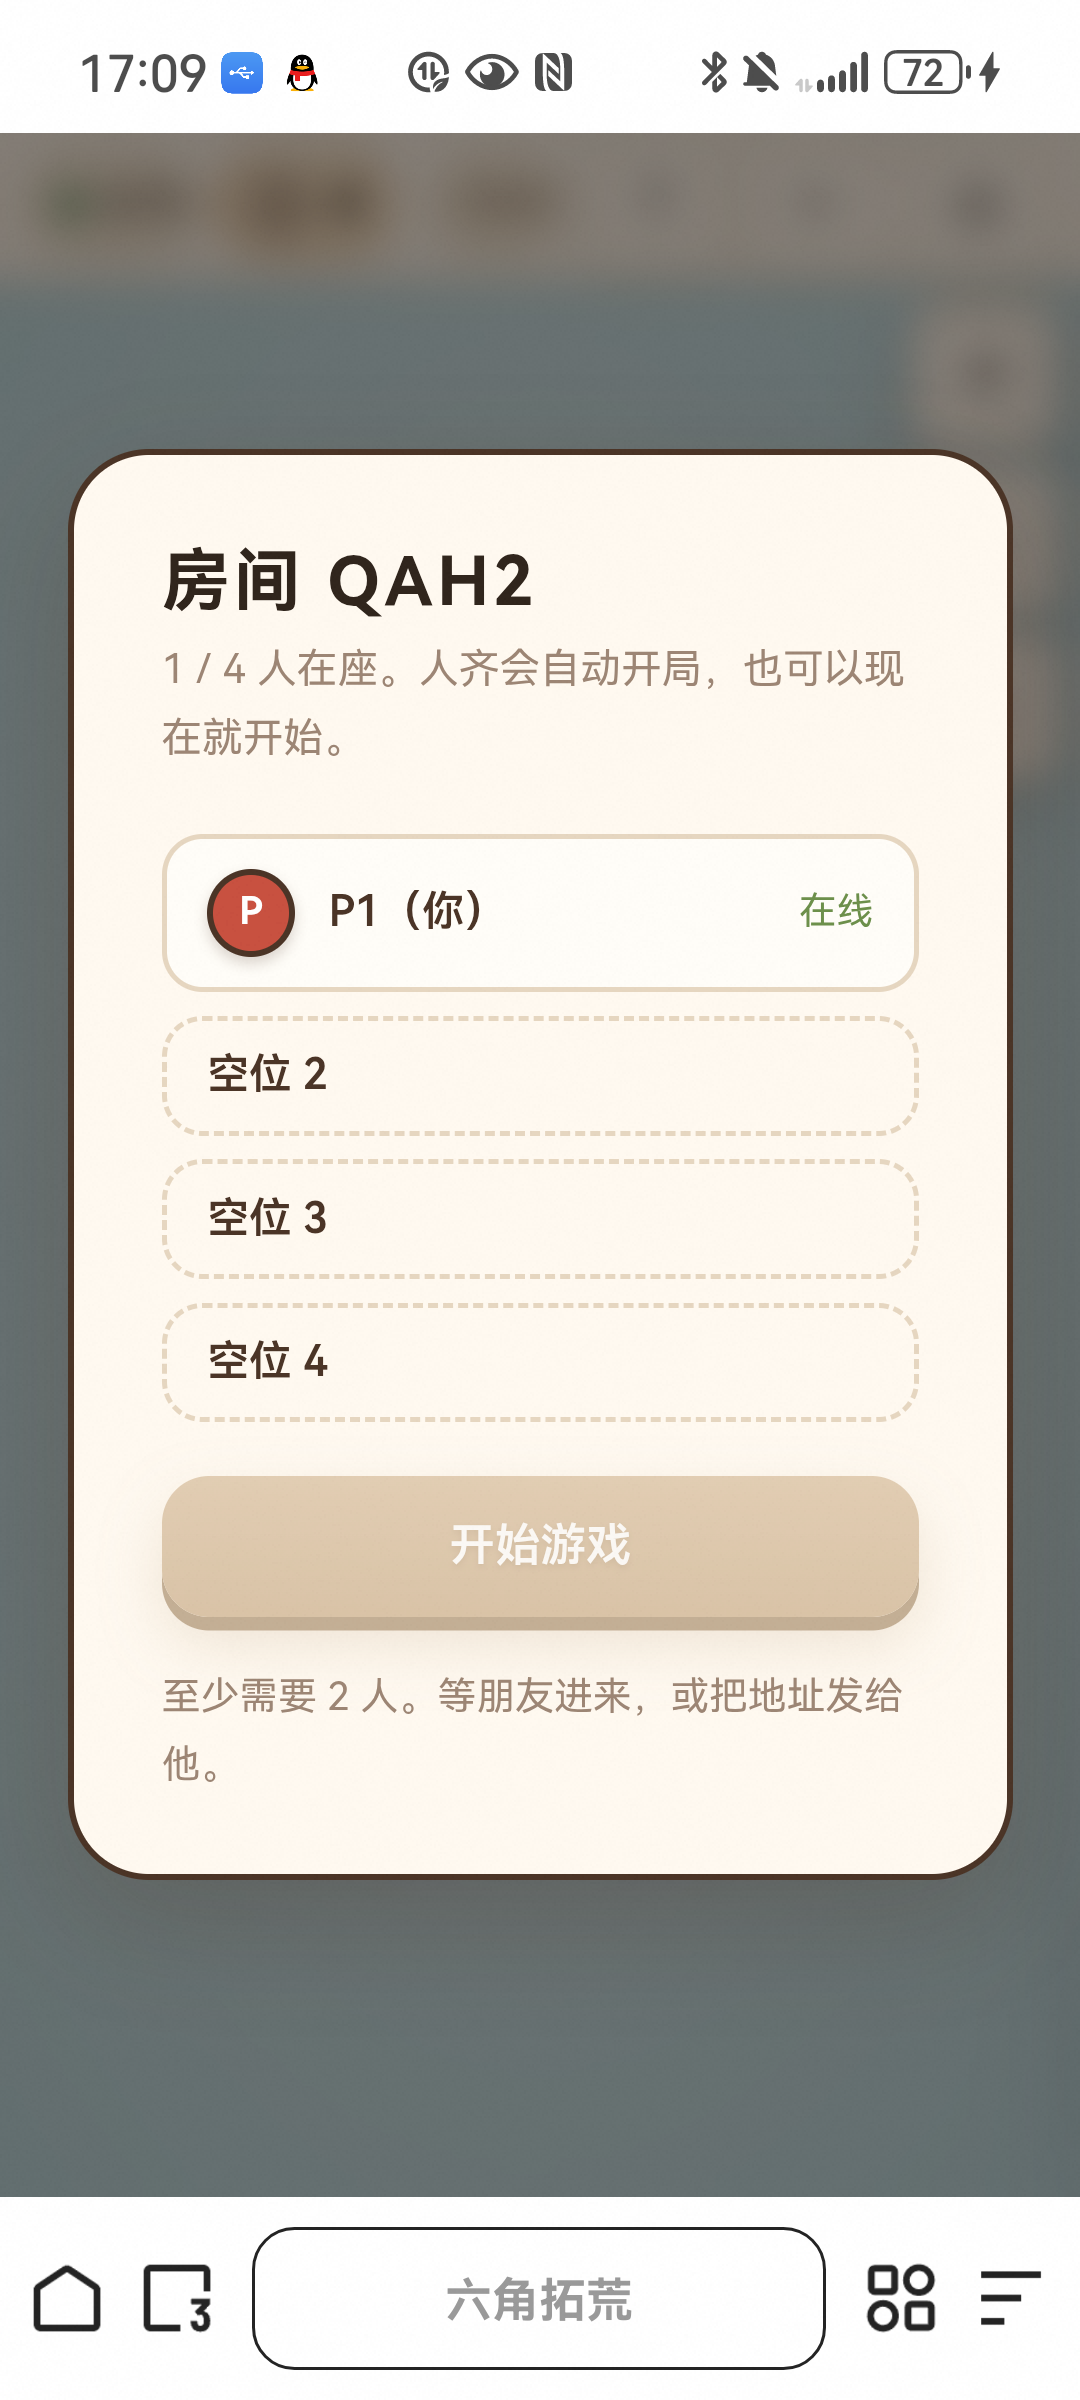 17:09
72
房间 QAH2
1 / 4 人在座。人齐会自动开局，也可以现
在就开始。
P
P1（你）
在线
空位 2
空位 3
空位 4
开始游戏
至少需要 2 人。等朋友进来，或把地址发给
他。
3
六角拓荒